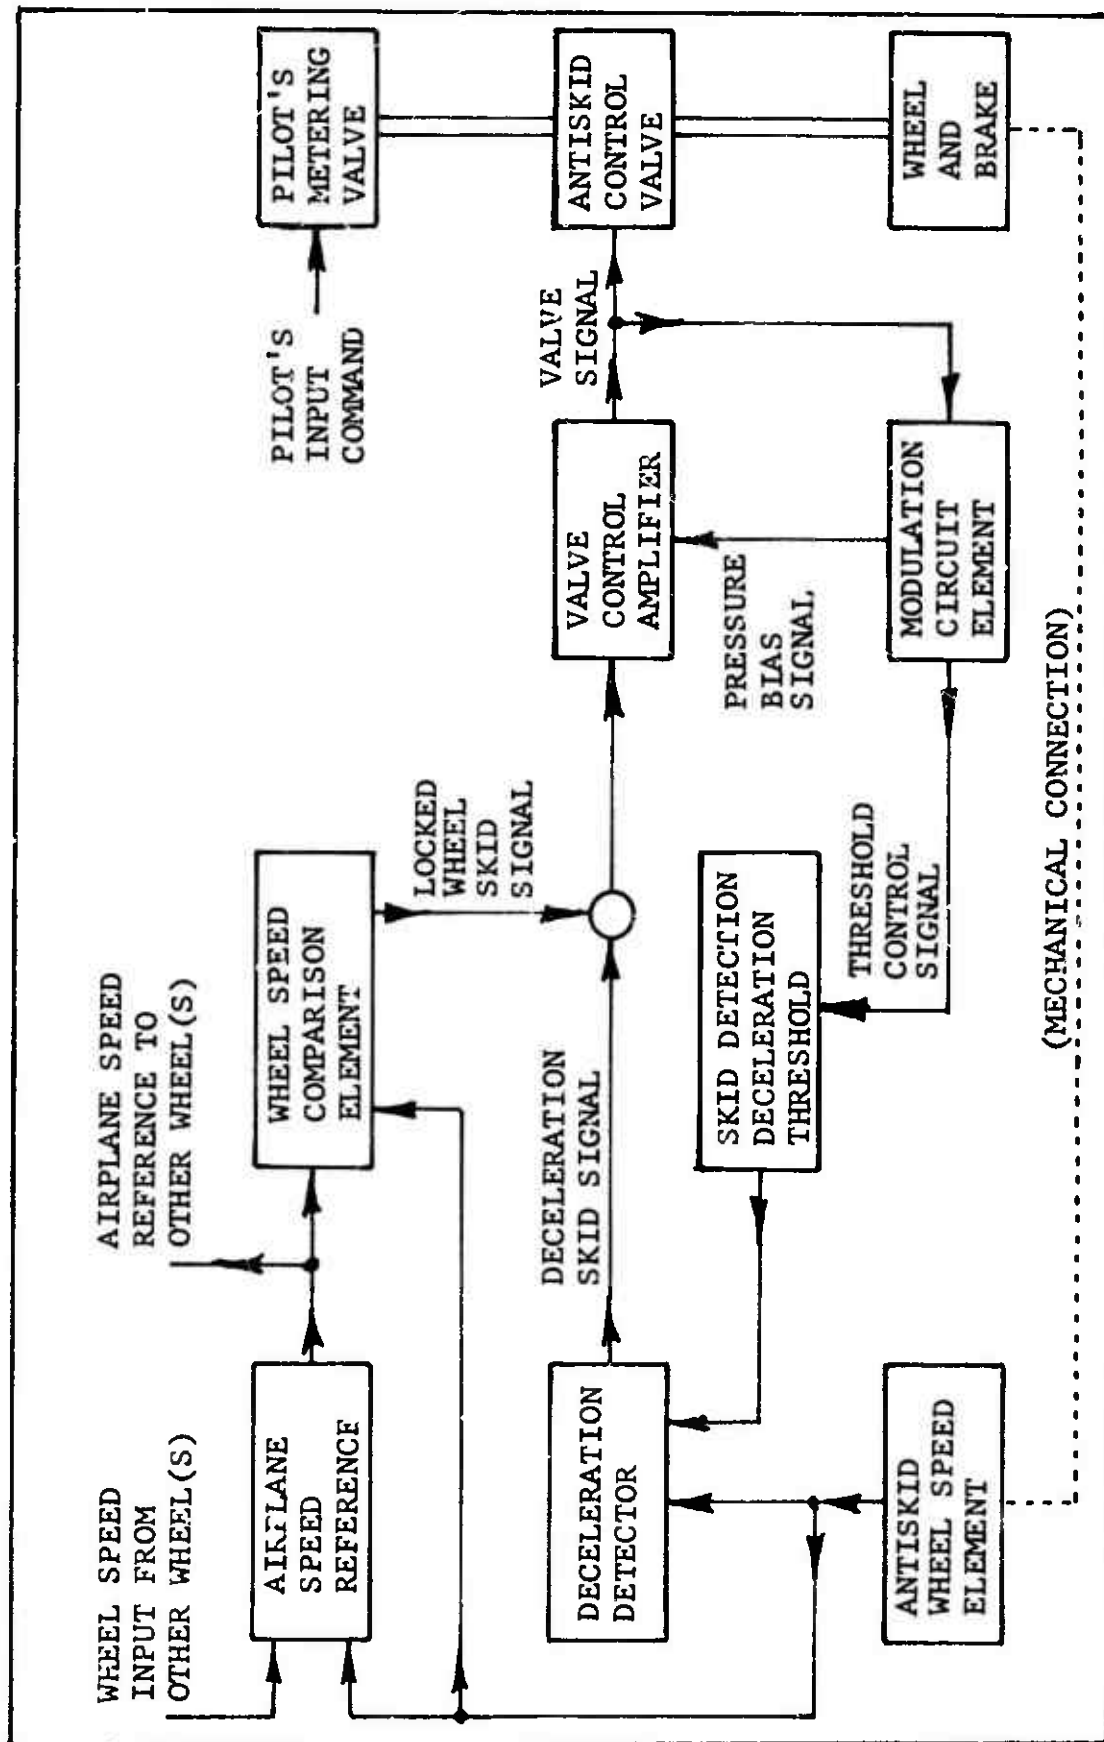 WHEEL SPEED
INPUT FROM
OTHER WHEEL(S)
AIRPLANE SPEED
REFERENCE TO
OTHER WHEEL(S)
AIRPLANE
SPEED
REFERENCE
WHEEL SPEED
COMPARISON
ELEMENT
PILOT'S
INPUT
COMMAND
PILOT'S
METERING
VALVE
LOCKED
WHEEL
SKID
SIGNAL
DECELERATION
DETECTOR
DECELERATION
SKID SIGNAL
VALVE
CONTROL
AMPLIFIER
VALVE
SIGNAL
ANTISKID
CONTROL
VALVE
SKID DETECTION
DECELERATION
THRESHOLD
PRESSURE
BIAS
SIGNAL
THRESHOLD
CONTROL
SIGNAL
ANTISKID
WHEEL SPEED
ELEMENT
MODULATION
CIRCUIT
ELEMENT
WHEEL
AND
BRAKE
(MECHANICAL CONNECTION)